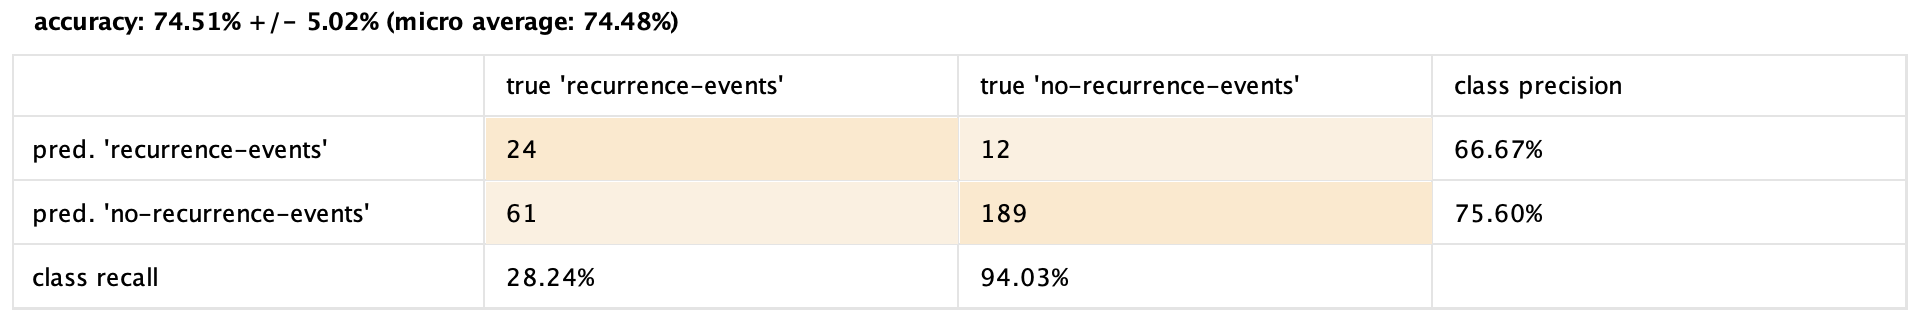 accuracy: 74.51% +/- 5.02% (micro average: 74.48%)
true 'recurrence-events' true 'no-recurrence-events' class precision
pred. 'recurrence-events' 24 12 66.67%
pred. 'no-recurrence-events' 61 189 75.60%
class recall 28.24% 94.03%